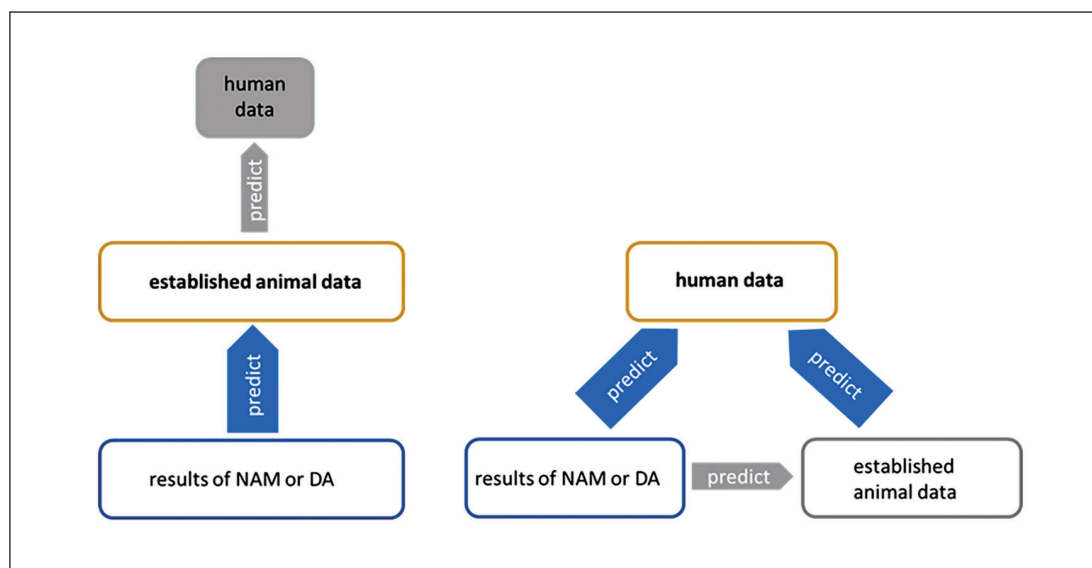 human
data
predict
established animal data
predict
results of NAM or DA
human data
predict
predict
results of NAM or DA
predict
established
animal data